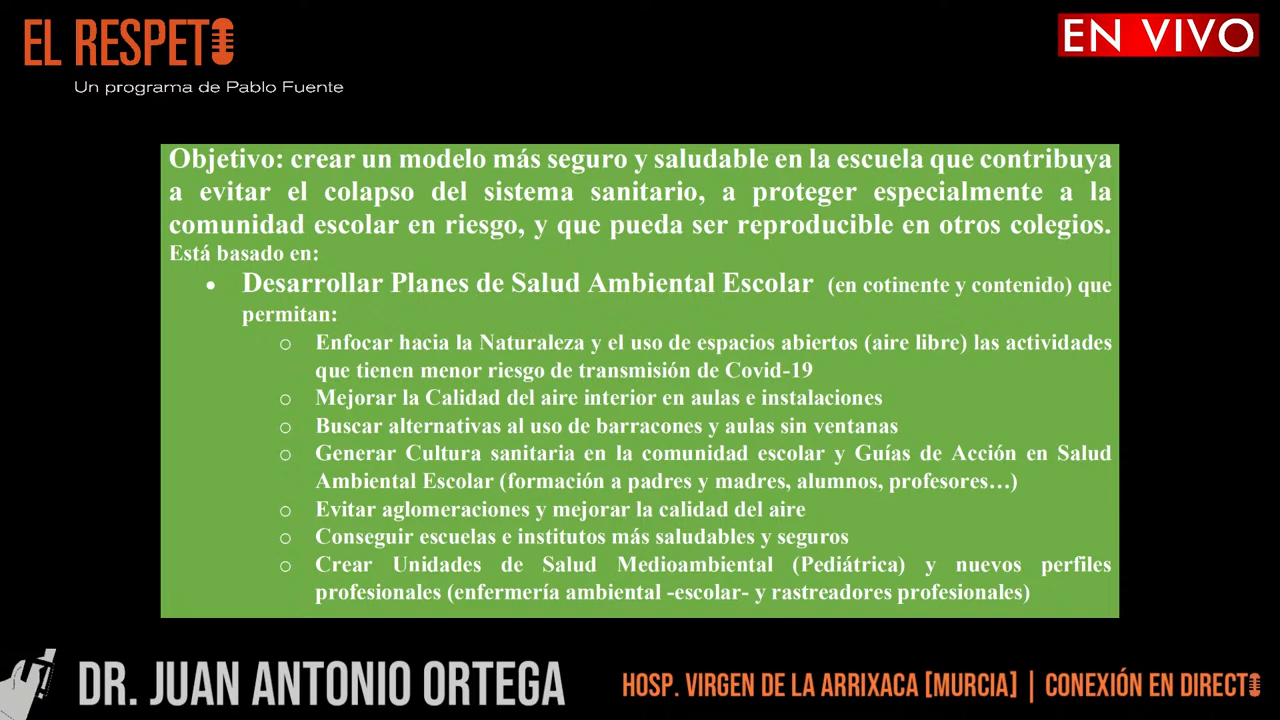 EL RESPETO
EN VIVO
Un programa de Pablo Fuente
Objetivo: crear un modelo más seguro y saludable en la escuela que contribuya
a evitar el colapso del sistema sanitario, a proteger especialmente a la
comunidad escolar en riesgo, y que pueda ser reproducible en otros colegios.
Está basado en:
• Desarrollar Planes de Salud Ambiental Escolar (en cotinente y contenido) que
permitan:
o Enfocar hacia la Naturaleza y el uso de espacios abiertos (aire libre) las actividades
que tienen menor riesgo de transmisión de Covid-19
o Mejorar la Calidad del aire interior en aulas e instalaciones
o Buscar alternativas al uso de barracones y aulas sin ventanas
o Generar Cultura sanitaria en la comunidad escolar y Guías de Acción en Salud
Ambiental Escolar (formación a padres y madres, alumnos, profesores…)
o Evitar aglomeraciones y mejorar la calidad del aire
o Conseguir escuelas e institutos más saludables y seguros
o Crear Unidades de Salud Medioambiental (Pediátrica) y nuevos perfiles
profesionales (enfermería ambiental -escolar- y rastreadores profesionales)
DR. JUAN ANTONIO ORTEGA
HOSP. VIRGEN DE LA ARRIXACA [MURCIA] | CONEXIÓN EN DIRECTO